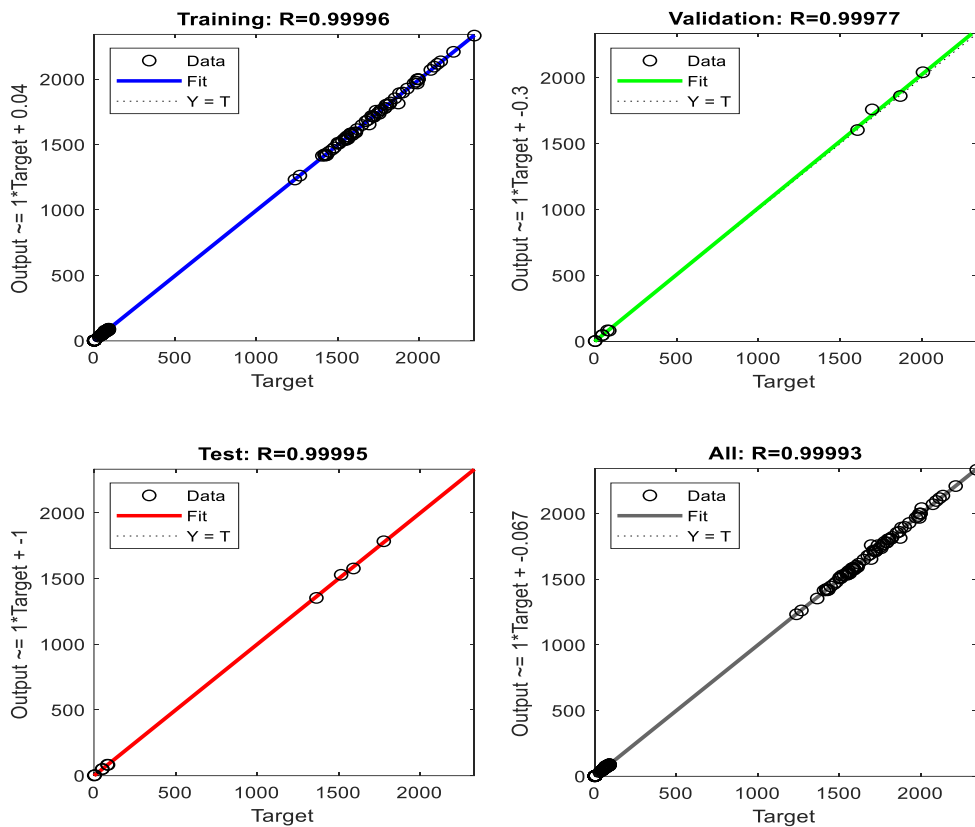 Training: R=0.99996
Output ~= 1*Target + 0.04
2000
1500
1000
500
0
Data
Fit
Y = T
0 500 1000 1500 2000
Target
Validation: R=0.99977
Output ~= 1*Target + -0.3
2000
1500
1000
500
0
Data
Fit
Y = T
0 500 1000 1500 2000
Target
Test: R=0.99995
Output ~= 1*Target + -1
2000
1500
1000
500
0
Data
Fit
Y = T
0 500 1000 1500 2000
Target
All: R=0.99993
Output ~= 1*Target + -0.067
2000
1500
1000
500
0
Data
Fit
Y = T
0 500 1000 1500 2000
Target